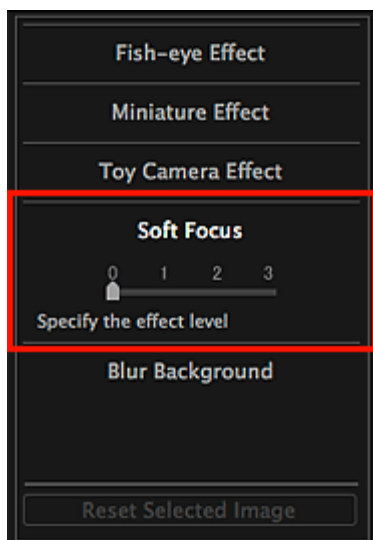 Fish-eye Effect
Miniature Effect
Toy Camera Effect
Soft Focus
0 1 2 3
Specify the effect level
Blur Background
Reset Selected Image